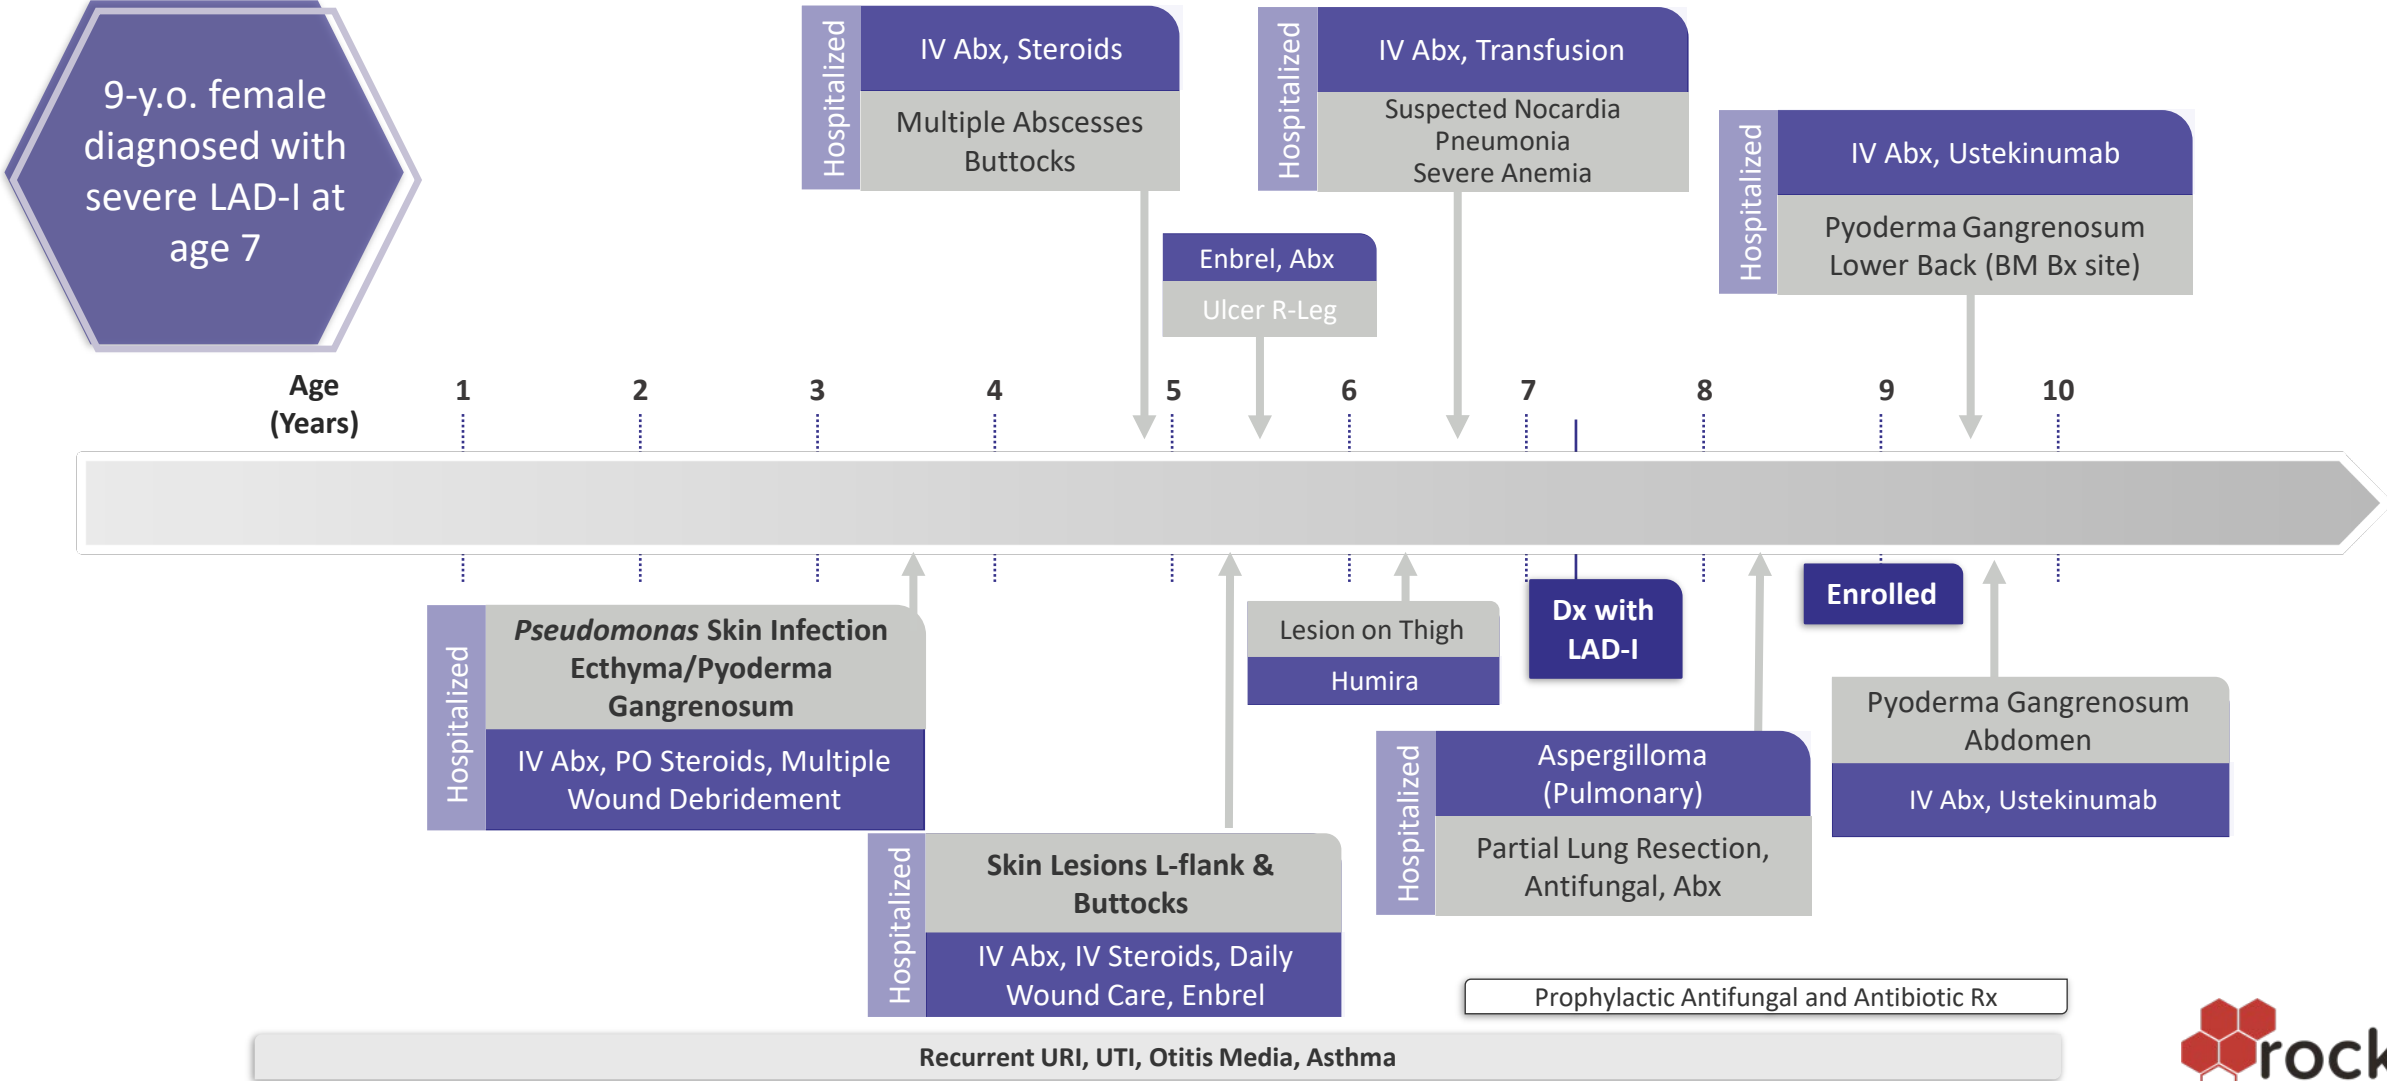 9-y.o. female
diagnosed with
severe LAD-I at
age 7
Hospitalized
IV Abx, Steroids
Multiple Abscesses
Buttocks
Hospitalized
IV Abx, Transfusion
Suspected Nocardia
Pneumonia
Severe Anemia
Hospitalized
IV Abx, Ustekinumab
Pyoderma Gangrenosum
Lower Back (BM Bx site)
Enbrel, Abx
Ulcer R-Leg
Age
(Years)
1
2
3
4
5
6
7
8
9
10
Hospitalized
Pseudomonas Skin Infection
Ecthyma/Pyoderma
Gangrenosum
IV Abx, PO Steroids, Multiple
Wound Debridement
Hospitalized
Skin Lesions L-flank &
Buttocks
IV Abx, IV Steroids, Daily
Wound Care, Enbrel
Lesion on Thigh
Humira
Dx with
LAD-I
Hospitalized
Aspergilloma
(Pulmonary)
Partial Lung Resection,
Antifungal, Abx
Enrolled
Pyoderma Gangrenosum
Abdomen
IV Abx, Ustekinumab
Prophylactic Antifungal and Antibiotic Rx
Recurrent URI, UTI, Otitis Media, Asthma
rock